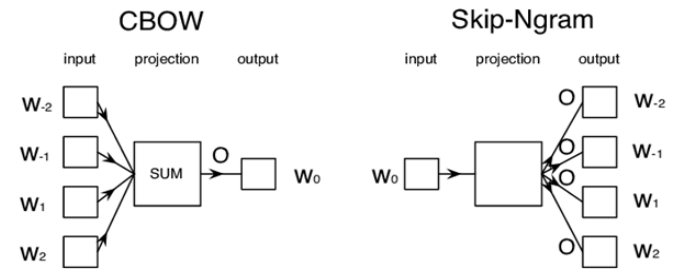 CBOW
input projection output
W-2
W-1
W1
W2
SUM
O
W0
Skip-Ngram
input projection output
W0
O
O
O
O
W-2
W-1
W1
W2